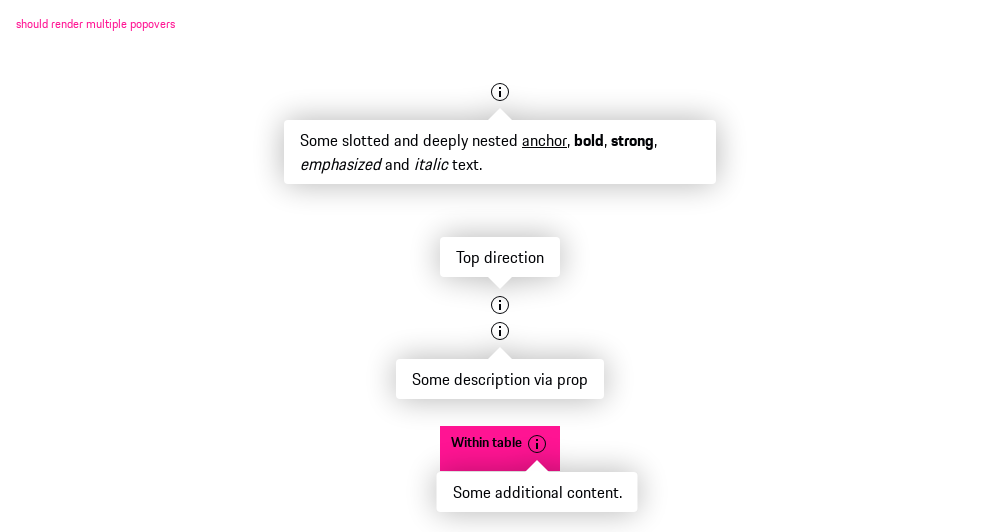 should render multiple popovers
Some slotted and deeply nested anchor, bold, strong,
emphasized and italic text.
Top direction
Some description via prop
Within table
Some additional content.